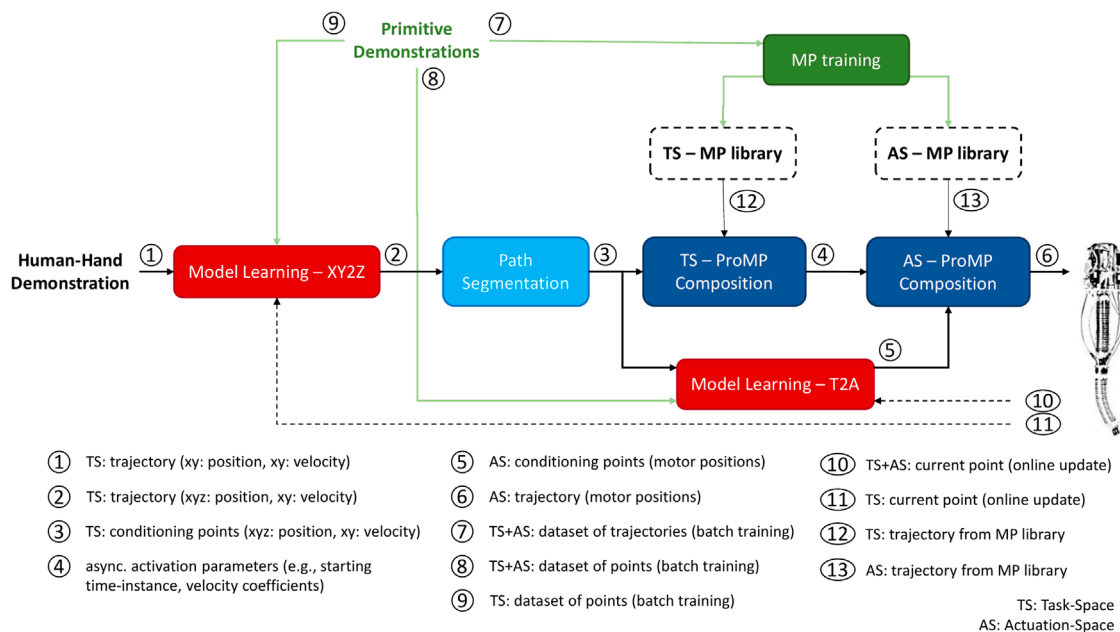 ⑨
Primitive
Demonstrations
⑦
⑧
MP training
TS – MP library
AS – MP library
⑫
⑬
Human-Hand
Demonstration
①
Model Learning – XY2Z
②
Path
Segmentation
③
TS – ProMP
Composition
④
AS – ProMP
Composition
⑥
⑤
Model Learning – T2A
⑩
⑪
① TS: trajectory (xy: position, xy: velocity)
② TS: trajectory (xyz: position, xy: velocity)
③ TS: conditioning points (xyz: position, xy: velocity)
④ async. activation parameters (e.g., starting
time-instance, velocity coefficients)
⑤ AS: conditioning points (motor positions)
⑥ AS: trajectory (motor positions)
⑦ TS+AS: dataset of trajectories (batch training)
⑧ TS+AS: dataset of points (batch training)
⑨ TS: dataset of points (batch training)
⑩ TS+AS: current point (online update)
⑪ TS: current point (online update)
⑫ TS: trajectory from MP library
⑬ AS: trajectory from MP library
TS: Task-Space
AS: Actuation-Space